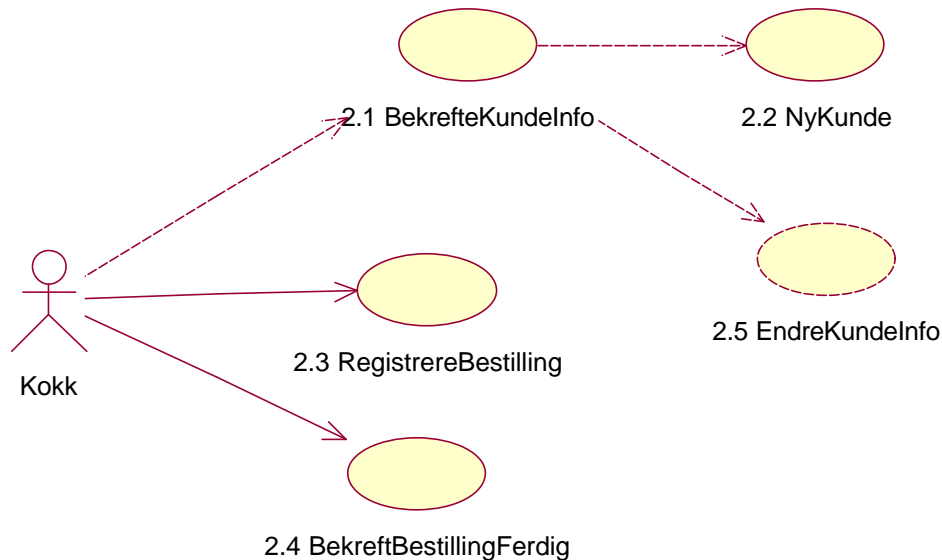 2.1 BekrefteKundeInfo
2.2 NyKunde
2.5 EndreKundeInfo
2.3 RegistrereBestilling
Kokk
2.4 BekreftBestillingFerdig